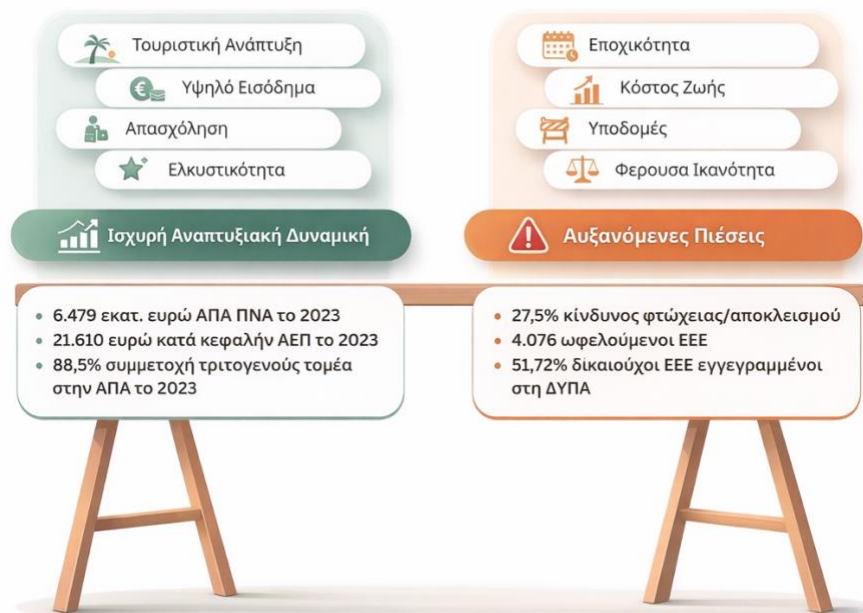 Τουριστική Ανάπτυξη
Υψηλό Εισόδημα
Απασχόληση
Ελκυστικότητα
Ισχυρή Αναπτυξιακή Δυναμική
• 6.479 εκατ. ευρώ ΑΠΑ ΠΝΑ το 2023
• 21.610 ευρώ κατά κεφαλήν ΑΕΠ το 2023
• 88,5% συμμετοχή τριτογενούς τομέα
στην ΑΠΑ το 2023
Εποχικότητα
Κόστος Ζωής
Υποδομές
Φερουσα Ικανότητα
Αυξανόμενες Πιέσεις
• 27,5% κίνδυνος φτώχειας/αποκλεισμού
• 4.076 ωφελούμενοι ΕΕΕ
• 51,72% δικαιούχοι ΕΕΕ εγγεγραμμένοι
στη ΔΥΠΑ